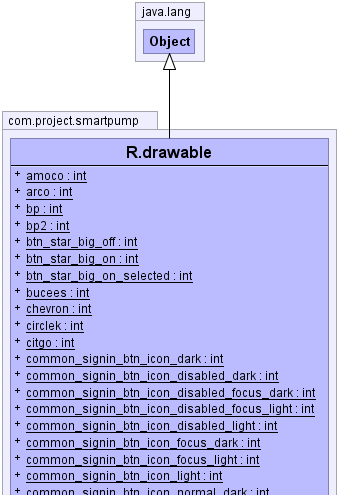 java.lang
Object
com.project.smartpump
R.drawable
+ amoco : int
+ arco : int
+ bp : int
+ bp2 : int
+ btn_star_big_off : int
+ btn_star_big_on : int
+ btn_star_big_on_selected : int
+ bucees : int
+ chevron : int
+ circlek : int
+ citgo : int
+ common_signin_btn_icon_dark : int
+ common_signin_btn_icon_disabled_dark : int
+ common_signin_btn_icon_disabled_focus_dark : int
+ common_signin_btn_icon_disabled_focus_light : int
+ common_signin_btn_icon_disabled_light : int
+ common_signin_btn_icon_focus_dark : int
+ common_signin_btn_icon_focus_light : int
+ common_signin_btn_icon_light : int
+ common_signin_btn_icon_normal_dark : int